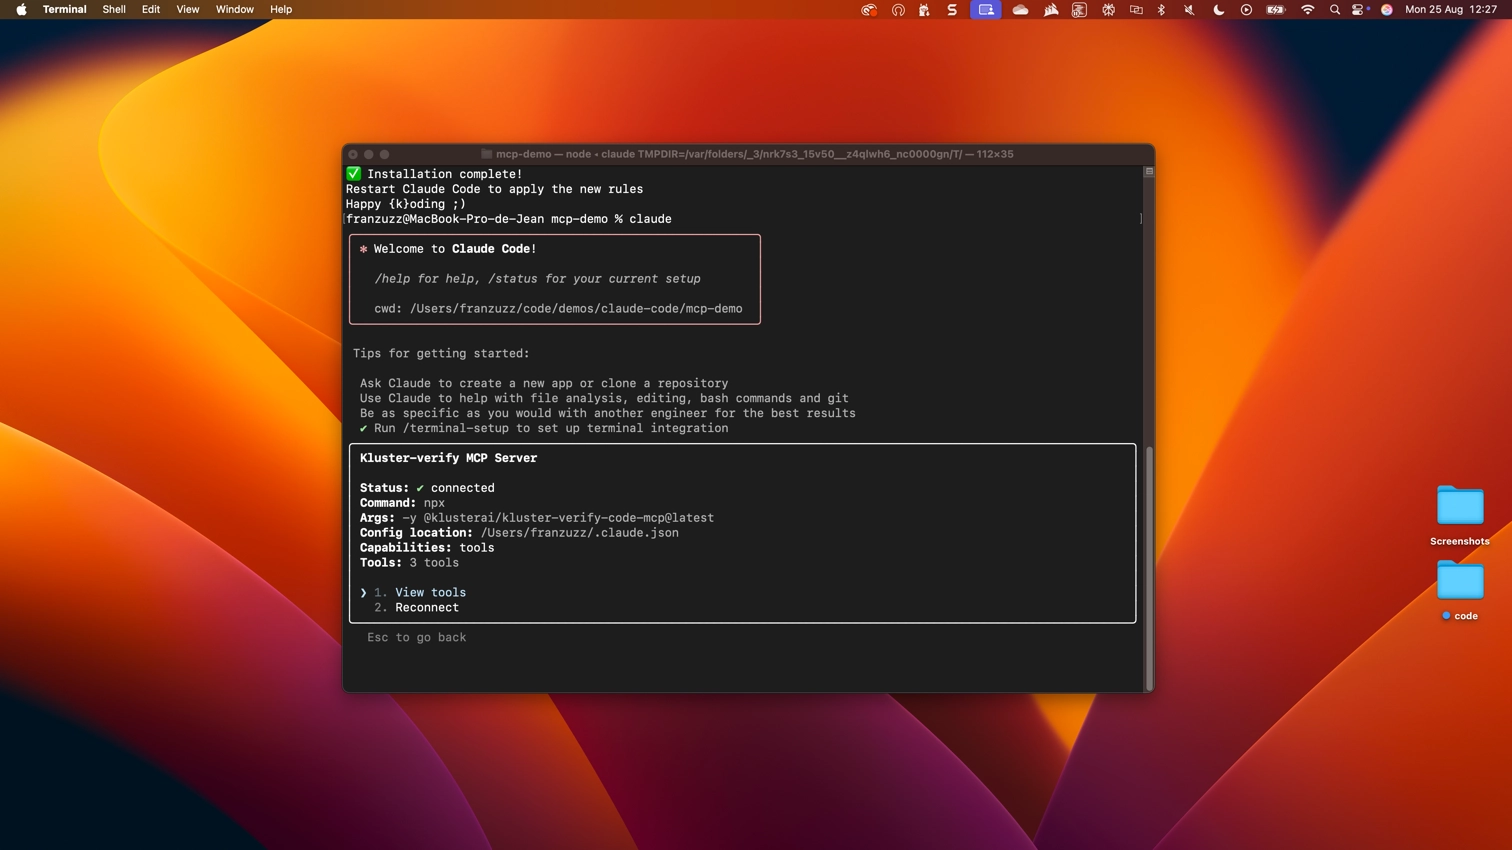 Terminal Shell Edit View Window Help Mon 25 Aug 12:27
mcp-demo — node ◂ claude TMPDIR=/var/folders/_3/nrk7s3_15v50__z4qlwh6_nc0000gn/T/ — 112×35
✅ Installation complete!
Restart Claude Code to apply the new rules
Happy {k}oding ;)
[franzuzz@MacBook-Pro-de-Jean mcp-demo % claude ]
✻ Welcome to Claude Code!
/help for help, /status for your current setup
cwd: /Users/franzuzz/code/demos/claude-code/mcp-demo
Tips for getting started:
Ask Claude to create a new app or clone a repository
Use Claude to help with file analysis, editing, bash commands and git
Be as specific as you would with another engineer for the best results
✔ Run /terminal-setup to set up terminal integration
Kluster-verify MCP Server
Status: ✔ connected
Command: npx
Args: -y @klusterai/kluster-verify-code-mcp@latest
Config location: /Users/franzuzz/.claude.json
Capabilities: tools
Tools: 3 tools
❯ 1. View tools
2. Reconnect
Esc to go back
Screenshots
code